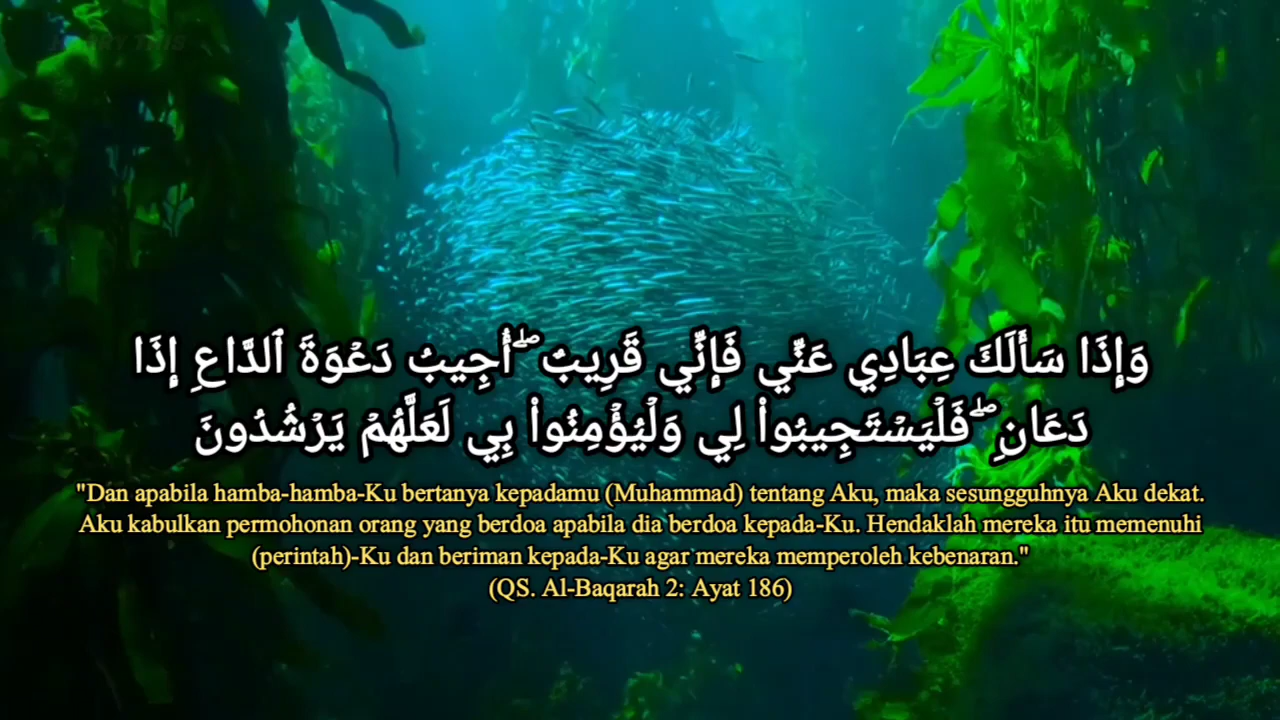 وَإِذَا سَأَلَكَ عِبَادِي عَنِّي فَإِنِّي قَرِيبٌ ۖ أُجِيبُ دَعْوَةَ ٱلدَّاعِ إِذَا
دَعَانِ ۖ فَلْيَسْتَجِيبُوا۟ لِي وَلْيُؤْمِنُوا۟ بِي لَعَلَّهُمْ يَرْشُدُونَ
"Dan apabila hamba-hamba-Ku bertanya kepadamu (Muhammad) tentang Aku, maka sesungguhnya Aku dekat.
Aku kabulkan permohonan orang yang berdoa apabila dia berdoa kepada-Ku. Hendaklah mereka itu memenuhi
(perintah)-Ku dan beriman kepada-Ku agar mereka memperoleh kebenaran."
(QS. Al-Baqarah 2: Ayat 186)